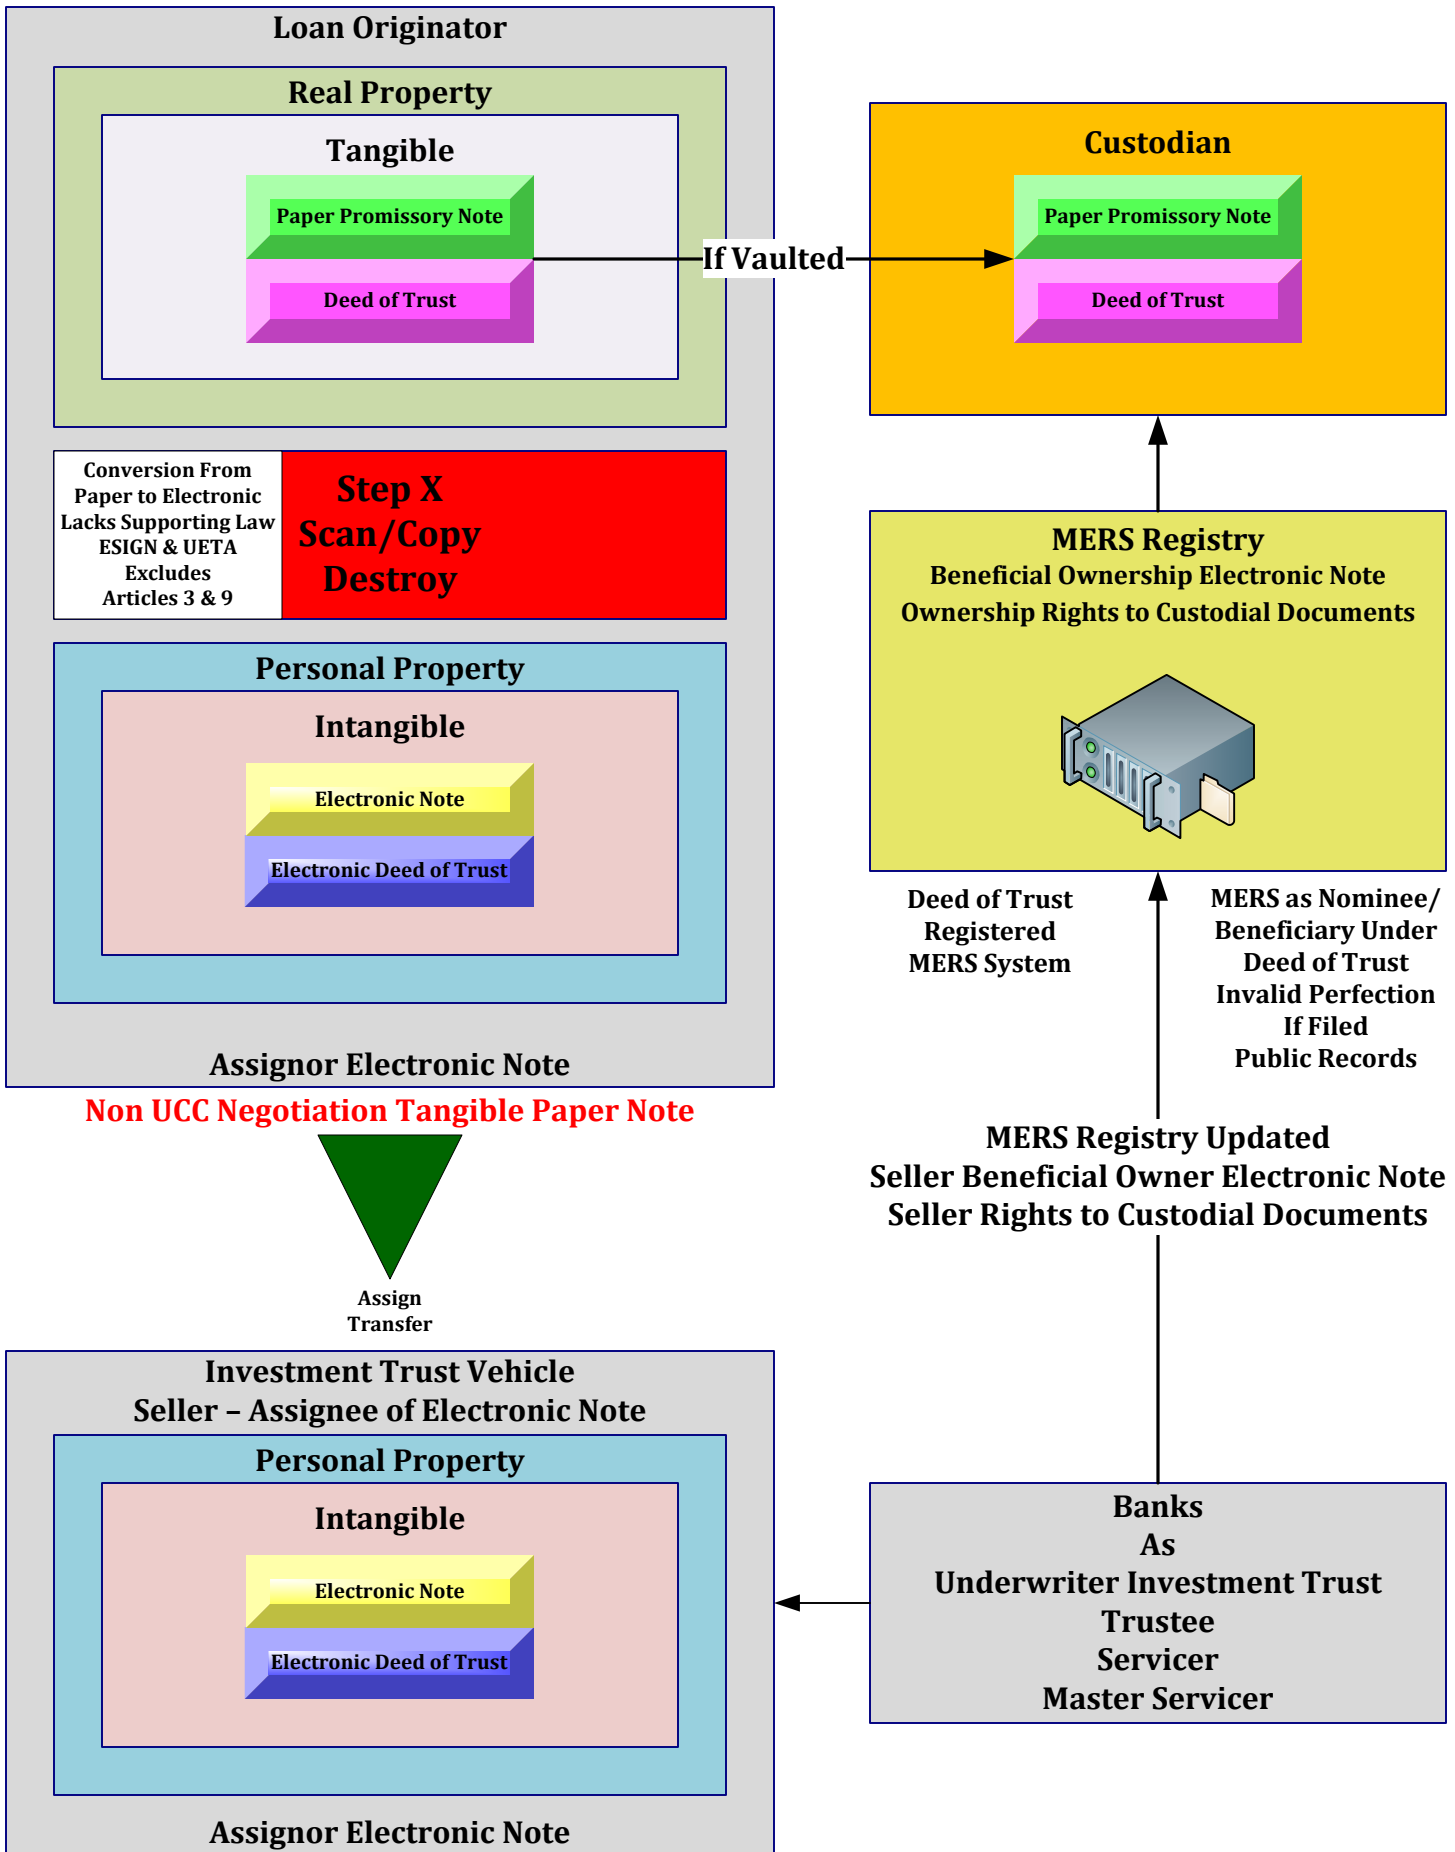 Loan Originator
Real Property
Tangible
Paper Promissory Note
Deed of Trust
If Vaulted
Custodian
Paper Promissory Note
Deed of Trust
Conversion From
Paper to Electronic
Lacks Supporting Law
ESIGN & UETA
Excludes
Articles 3 & 9
Step X
Scan/Copy
Destroy
MERS Registry
Beneficial Ownership Electronic Note
Ownership Rights to Custodial Documents
Personal Property
Intangible
Electronic Note
Electronic Deed of Trust
Assignor Electronic Note
Deed of Trust
Registered
MERS System
MERS as Nominee/
Beneficiary Under
Deed of Trust
Invalid Perfection
If Filed
Public Records
Non UCC Negotiation Tangible Paper Note
MERS Registry Updated
Seller Beneficial Owner Electronic Note
Seller Rights to Custodial Documents
Assign
Transfer
Investment Trust Vehicle
Seller – Assignee of Electronic Note
Personal Property
Intangible
Electronic Note
Electronic Deed of Trust
Assignor Electronic Note
Banks
As
Underwriter Investment Trust
Trustee
Servicer
Master Servicer